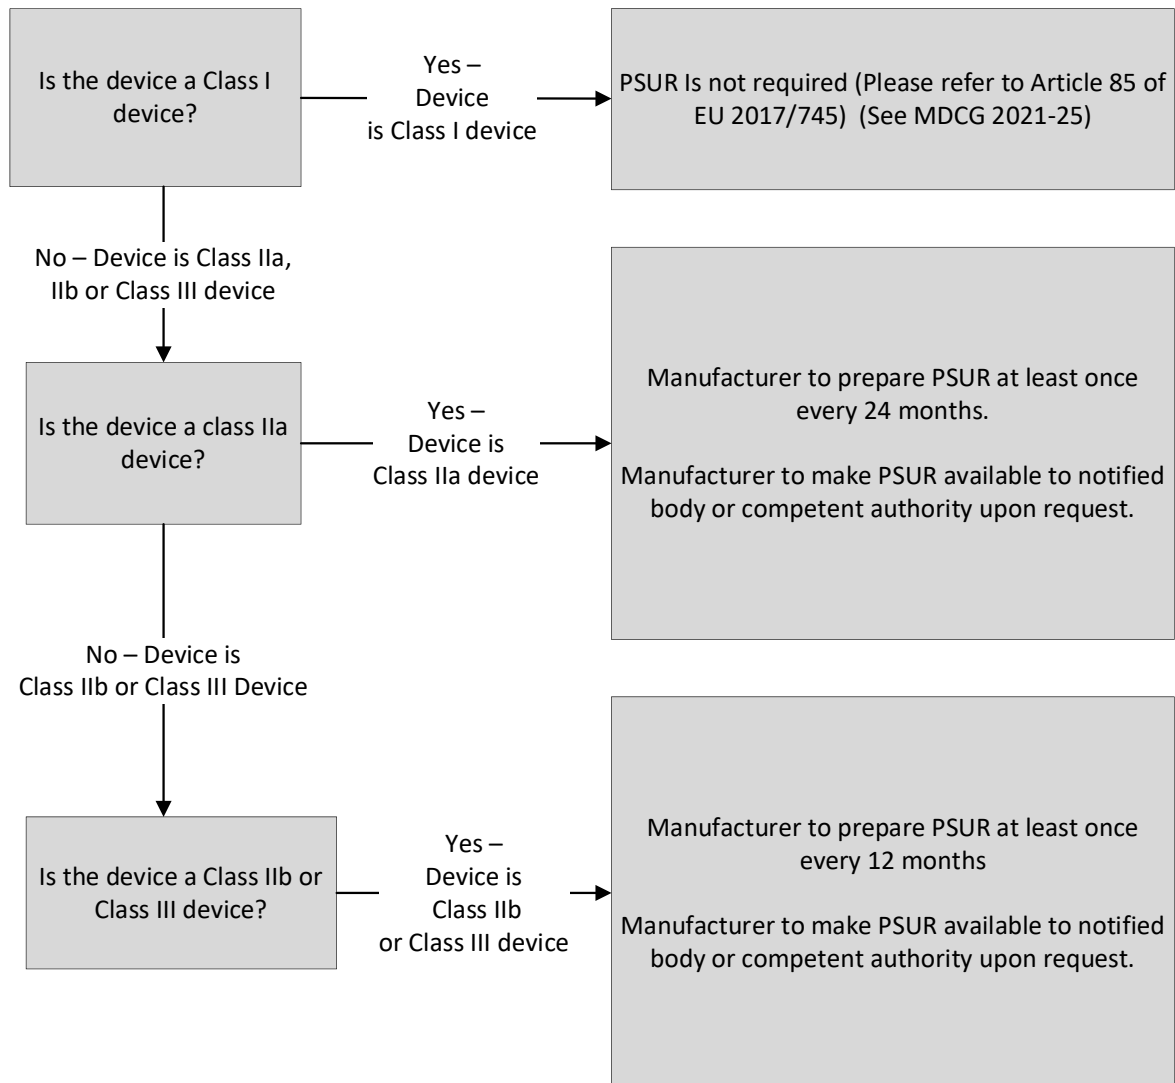 Is the device a Class I
device?
Yes –
Device
is Class I device
PSUR Is not required (Please refer to Article 85 of
EU 2017/745)  (See MDCG 2021-25)
No – Device is Class IIa,
IIb or Class III device
Is the device a class IIa
device?
Yes –
Device is
Class IIa device
Manufacturer to prepare PSUR at least once
every 24 months.
Manufacturer to make PSUR available to notified
body or competent authority upon request.
No – Device is
Class IIb or Class III Device
Is the device a Class IIb or
Class III device?
Yes –
Device is
Class IIb
or Class III device
Manufacturer to prepare PSUR at least once
every 12 months
Manufacturer to make PSUR available to notified
body or competent authority upon request.